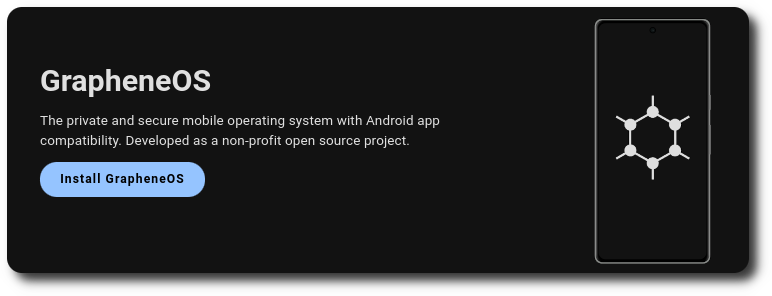 GrapheneOS
The private and secure mobile operating system with Android app
compatibility. Developed as a non-profit open source project.
Install GrapheneOS